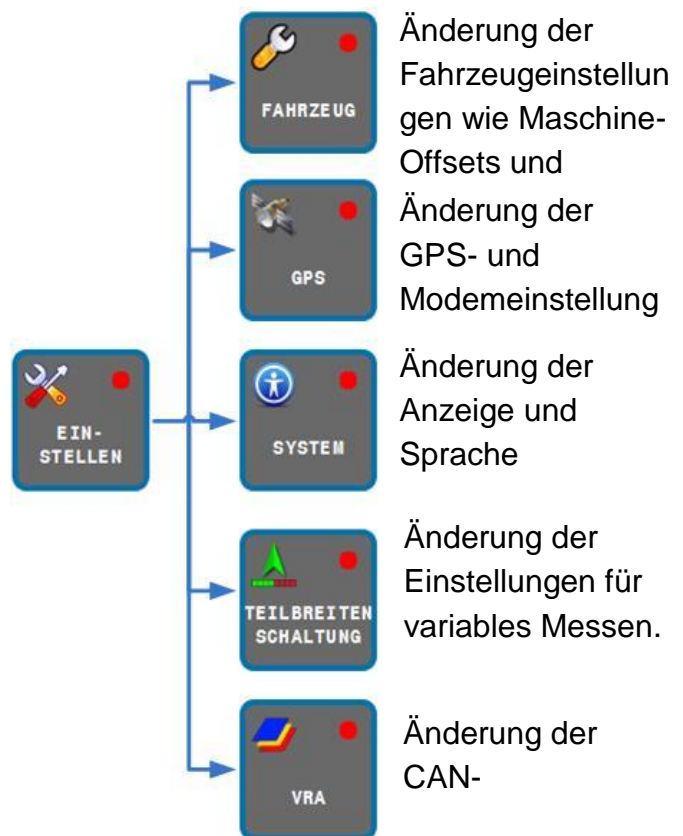 FAHRZEUG
Änderung der
Fahrzeugeinstellun
gen wie Maschine-
Offsets und
GPS
Änderung der
GPS- und
Modemeinstellung
EIN-
STELLEN
SYSTEM
Änderung der
Anzeige und
Sprache
TEILBREITEN
SCHALTUNG
Änderung der
Einstellungen für
variables Messen.
VRA
Änderung der
CAN-